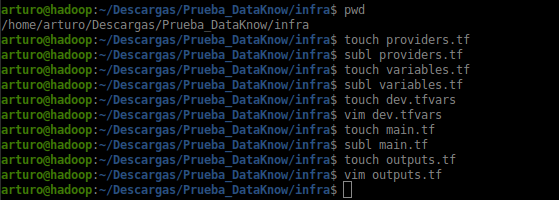 arturo@hadoop:~/Descargas/Prueba_DataKnow/infra$ pwd
/home/arturo/Descargas/Prueba_DataKnow/infra
arturo@hadoop:~/Descargas/Prueba_DataKnow/infra$ touch providers.tf
arturo@hadoop:~/Descargas/Prueba_DataKnow/infra$ subl providers.tf
arturo@hadoop:~/Descargas/Prueba_DataKnow/infra$ touch variables.tf
arturo@hadoop:~/Descargas/Prueba_DataKnow/infra$ subl variables.tf
arturo@hadoop:~/Descargas/Prueba_DataKnow/infra$ touch dev.tfvars
arturo@hadoop:~/Descargas/Prueba_DataKnow/infra$ vim dev.tfvars
arturo@hadoop:~/Descargas/Prueba_DataKnow/infra$ touch main.tf
arturo@hadoop:~/Descargas/Prueba_DataKnow/infra$ subl main.tf
arturo@hadoop:~/Descargas/Prueba_DataKnow/infra$ touch outputs.tf
arturo@hadoop:~/Descargas/Prueba_DataKnow/infra$ vim outputs.tf
arturo@hadoop:~/Descargas/Prueba_DataKnow/infra$